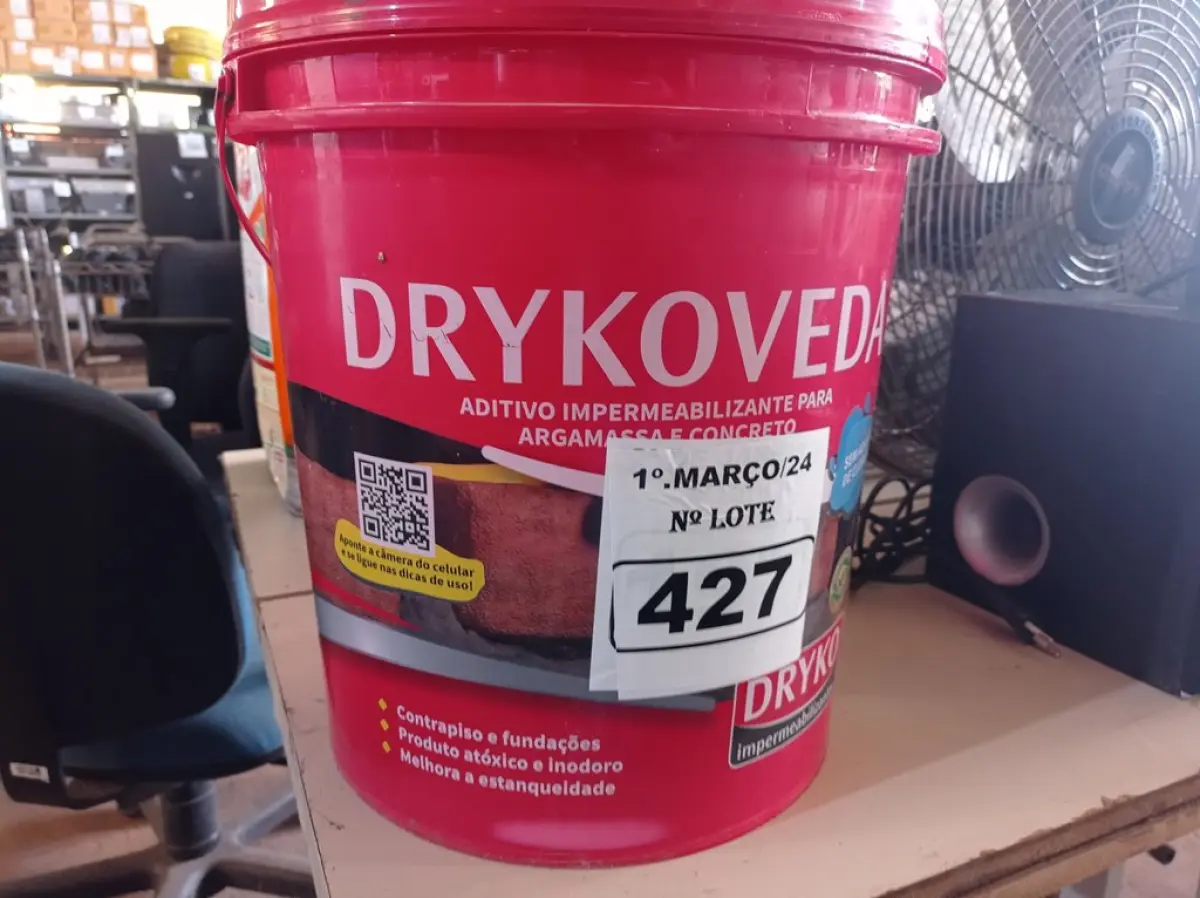 DRYKOVEDA
ADITIVO IMPERMEABILIZANTE PARA
ARGAMASSA E CONCRETO
1º.MARÇO/24
Nº LOTE
427
Aponte a câmera do celular
e se ligue nas dicas de uso!
DRYKO
impermeabiliza
Contrapiso e fundações
Produto atóxico e inodoro
Melhora a estanqueidade